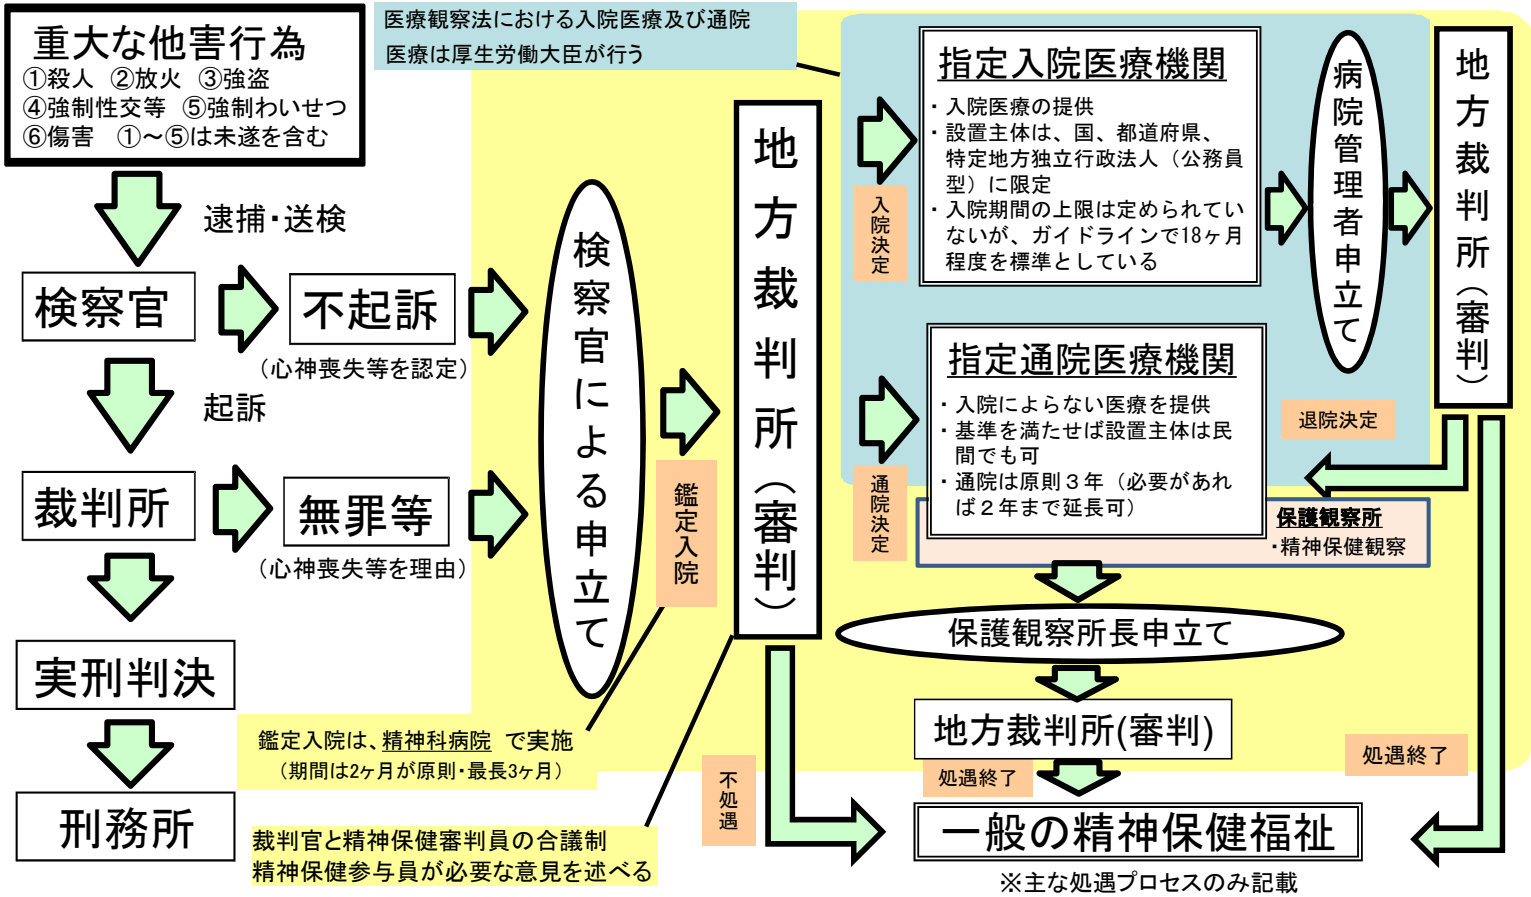 重大な他害行為
①殺人 ②放火 ③強盗
④強制性交等 ⑤強制わいせつ
⑥傷害 ①～⑤は未遂を含む
逮捕・送検
検察官
不起訴
(心神喪失等を認定)
起訴
裁判所
無罪等
(心神喪失等を理由)
実刑判決
刑務所
検察官による申立て
鑑定入院
鑑定入院は、精神科病院 で実施
（期間は2ヶ月が原則・最長3ヶ月）
地方裁判所（審判）
裁判官と精神保健審判員の合議制
精神保健参与員が必要な意見を述べる
医療観察法における入院医療及び通院
医療は厚生労働大臣が行う
入院決定
指定入院医療機関
・入院医療の提供
・設置主体は、国、都道府県、
特定地方独立行政法人（公務員
型）に限定
・入院期間の上限は定められてい
ないが、ガイドラインで18ヶ月
程度を標準としている
病院管理者申立て
地方裁判所（審判）
退院決定
通院決定
指定通院医療機関
・入院によらない医療を提供
・基準を満たせば設置主体は民
間でも可
・通院は原則３年（必要があれ
ば２年まで延長可）
保護観察所
・精神保健観察
保護観察所長申立て
地方裁判所(審判)
処遇終了
処遇終了
不処遇
一般の精神保健福祉
※主な処遇プロセスのみ記載